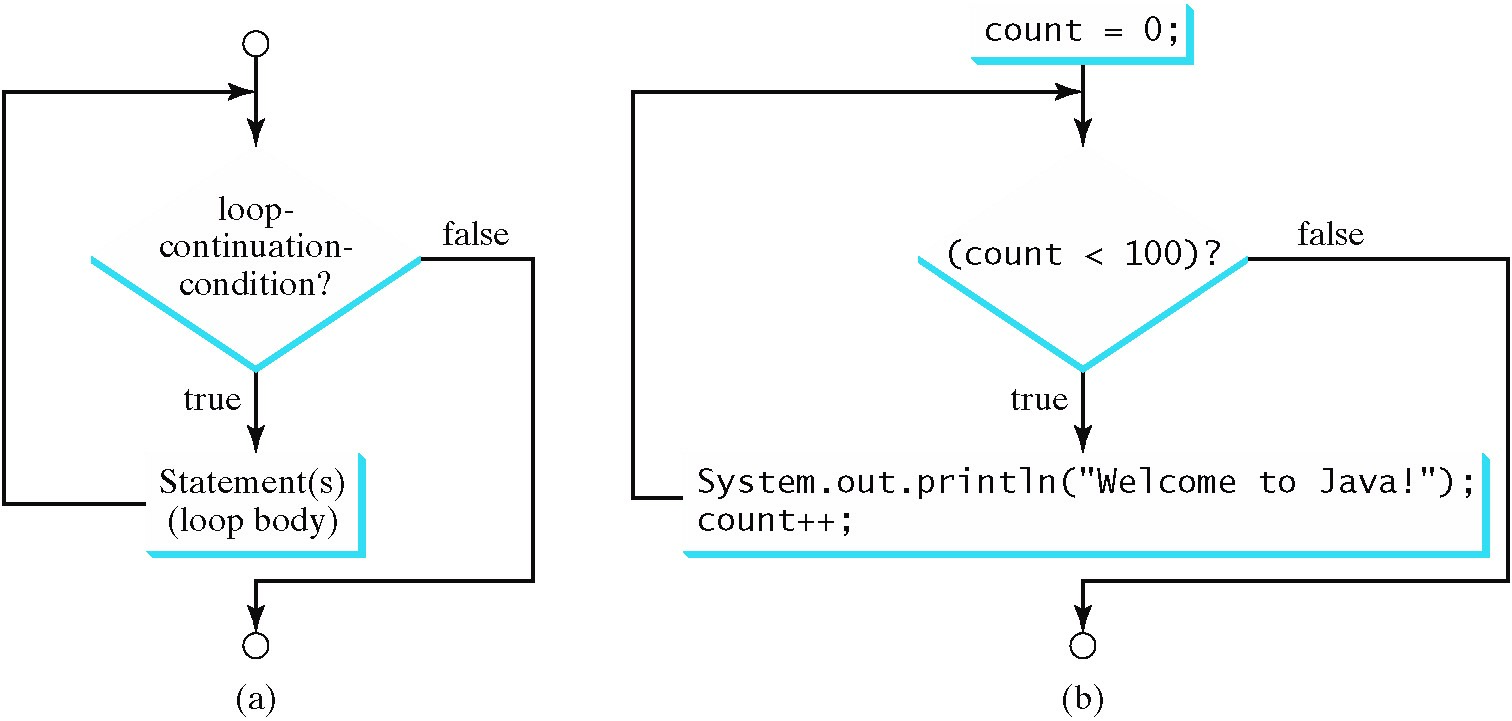 loop-
continuation-
condition?
false
true
Statement(s)
(loop body)
(a)
count = 0;
(count < 100)?
false
true
System.out.println("Welcome to Java!");
count++;
(b)